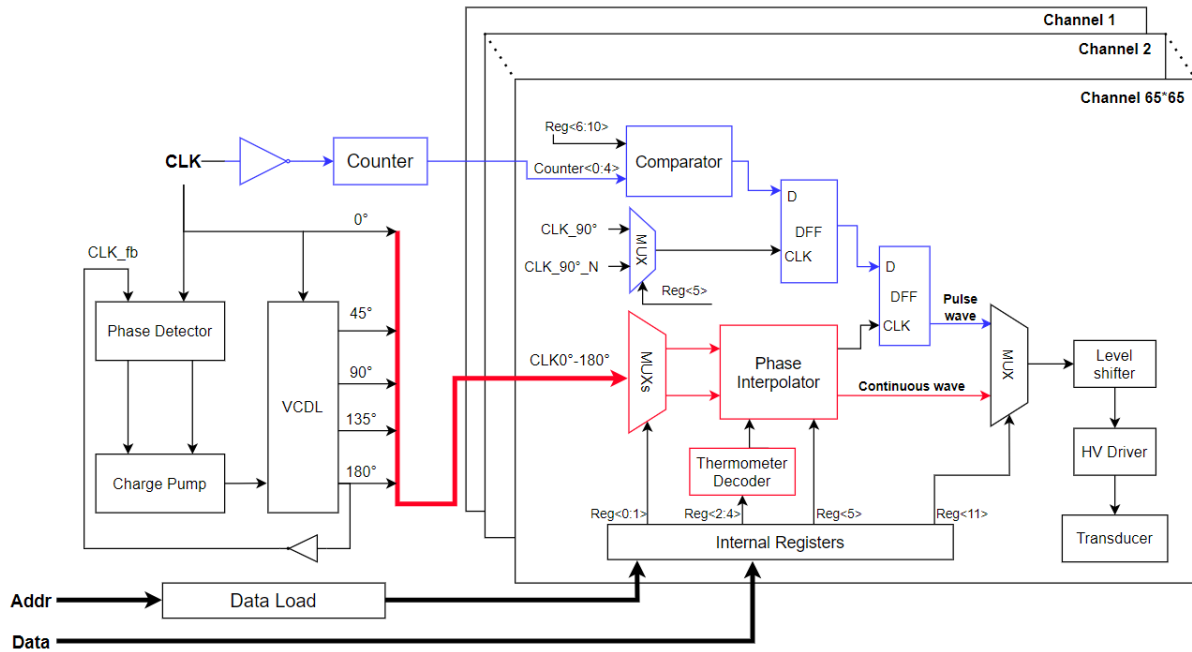 Channel 1
Channel 2
Channel 65*65
Reg<6:10>
Comparator
CLK
Counter
Counter<0:4>
D
DFF
CLK
CLK_90°
CLK_90°_N
MUX
Reg<5>
0°
CLK_fb
D
DFF
CLK
Pulse
wave
Phase Detector
45°
90°
135°
180°
VCDL
Charge Pump
CLK0°-180°
MUXs
Phase
Interpolator
Continuous wave
MUX
Level
shifter
Thermometer
Decoder
HV Driver
Reg<0:1>
Reg<2:4>
Reg<5>
Reg<11>
Internal Registers
Transducer
Addr
Data Load
Data